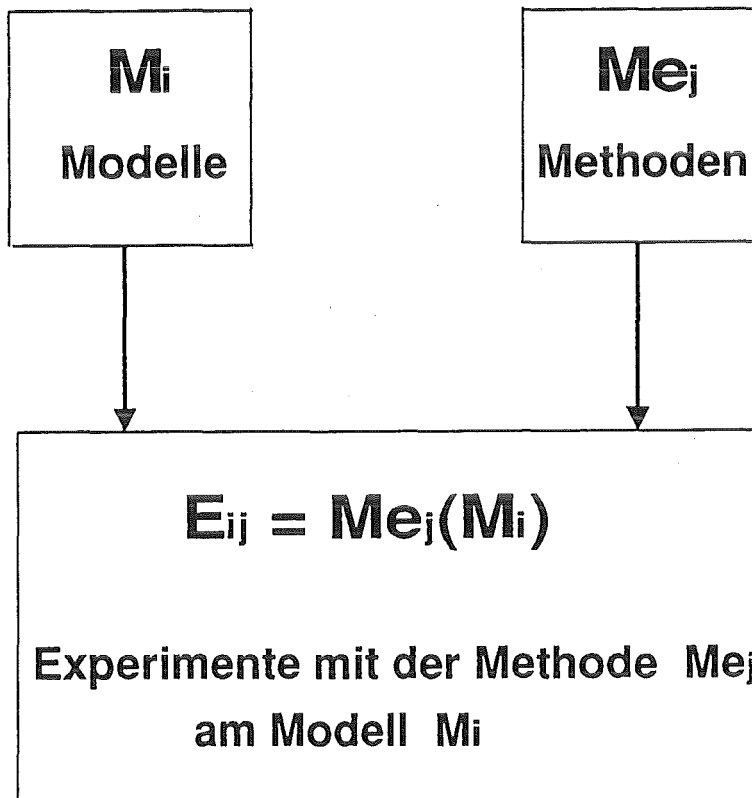 Mi
Modelle
Mej
Methoden
Eij = Mej(Mi)
Experimente mit der Methode Mej
am Modell Mi